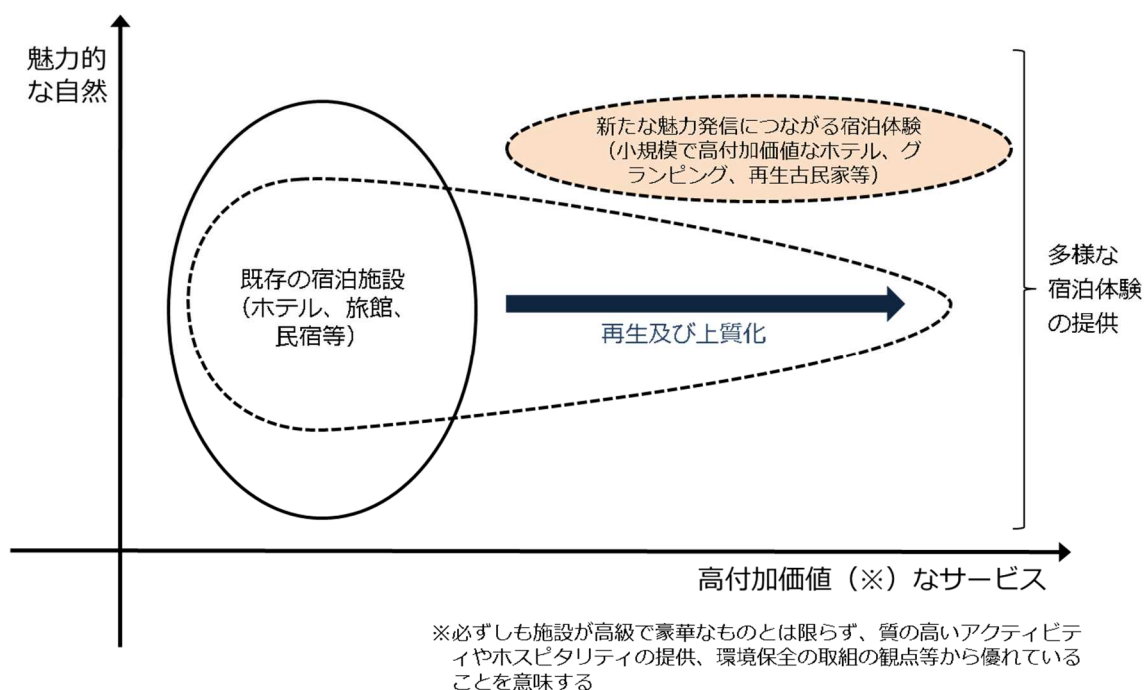 魅力的
な自然
新たな魅力発信につながる宿泊体験
（小規模で高付加価値なホテル、グ
ランピング、再生古民家等）
既存の宿泊施設
（ホテル、旅館、
民宿等）
再生及び上質化
多様な
宿泊体験
の提供
高付加価値（※）なサービス
※必ずしも施設が高級で豪華なものとは限らず、質の高いアクティビテ
ィやホスピタリティの提供、環境保全の取組の観点等から優れている
ことを意味する